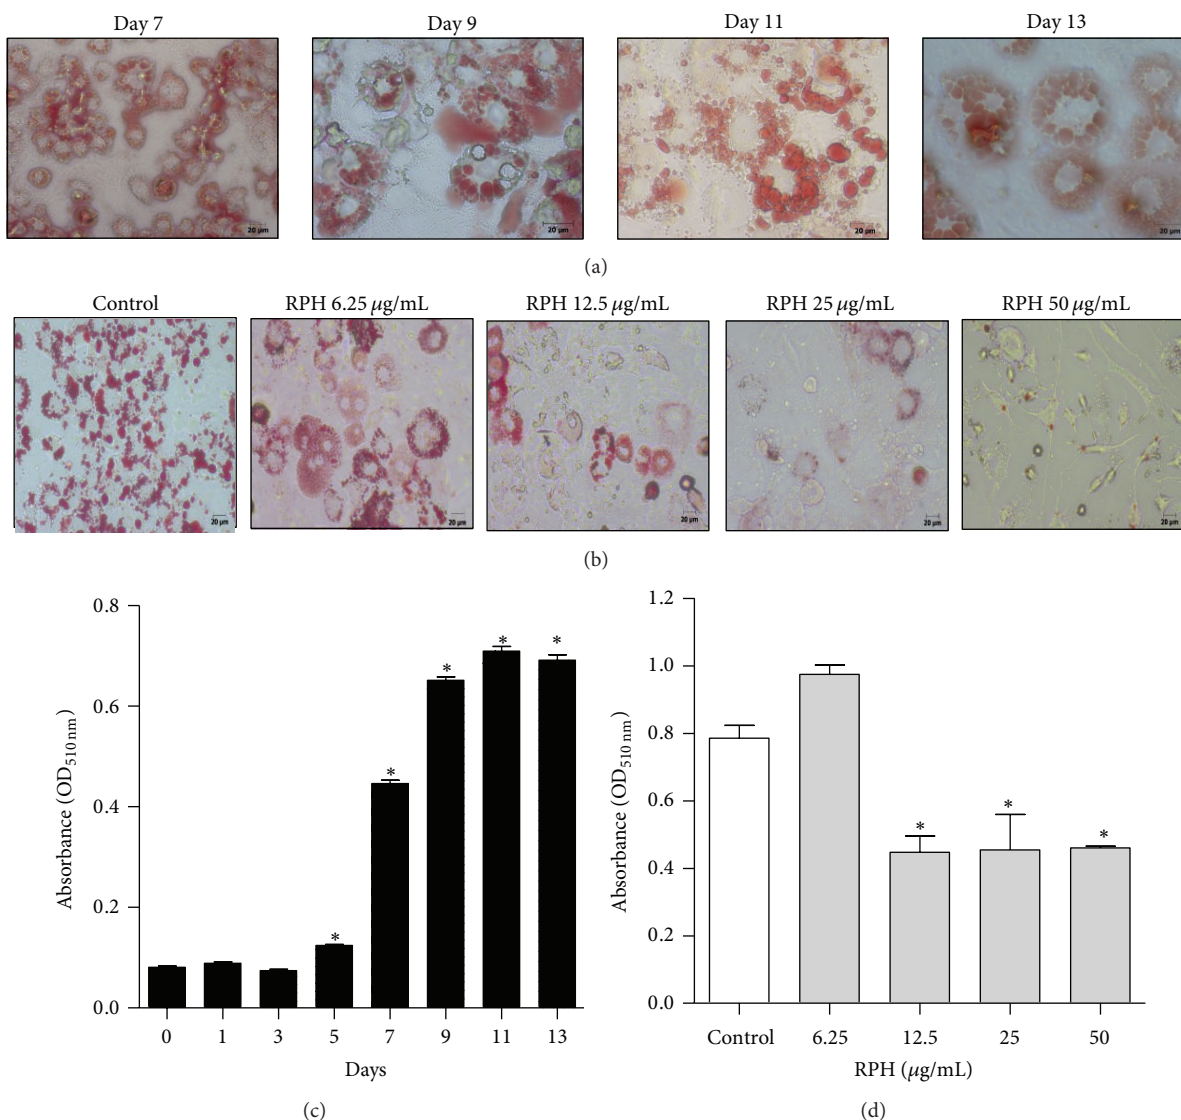 Day 7 Day 9 Day 11 Day 13
20 μm 20 μm 20 μm 20 μm
(a)
Control RPH 6.25 μg/mL RPH 12.5 μg/mL RPH 25 μg/mL RPH 50 μg/mL
20 μm 20 μm 20 μm 20 μm 20 μm
(b)
Absorbance (OD510 nm)
0.8
0.6
0.4
0.2
0.0
* * * * *
0 1 3 5 7 9 11 13
Days
(c)
Absorbance (OD510 nm)
1.2
1.0
0.8
0.6
0.4
0.2
0.0
* * *
Control 6.25 12.5 25 50
RPH (μg/mL)
(d)